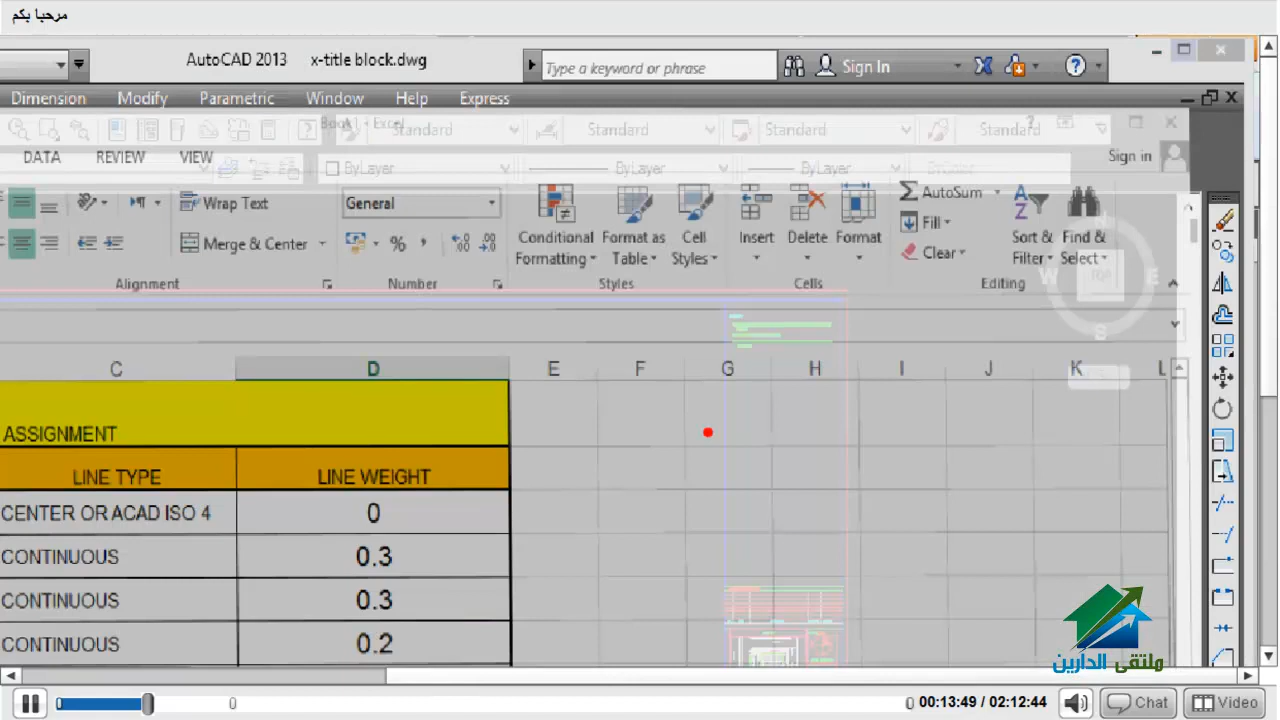 مرحبا بكم
AutoCAD 2013 x-title block.dwg
Type a keyword or phrase
Sign In
Dimension Modify Parametric Window Help Express
Book1 - Excel
Standard Standard Standard Standard
DATA REVIEW VIEW
Sign in
ByLayer ByLayer ByLayer
Wrap Text
General
AutoSum
Fill
Merge & Center
Conditional Formatting
Format as Table
Cell Styles
Insert Delete Format
Clear
Sort & Filter
Find & Select
Alignment Number Styles Cells Editing
W TOP E
S
C D E F G H I J K L
ASSIGNMENT
LINE TYPE LINE WEIGHT
CENTER OR ACAD ISO 4 0
CONTINUOUS 0.3
CONTINUOUS 0.3
CONTINUOUS 0.2
ملتقى الدارين
00:13:49 / 02:12:44
Chat Video